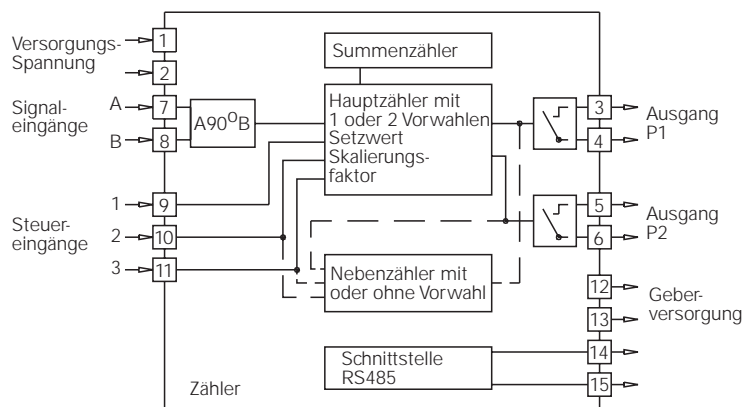 Versorgungs-
Spannung
1
2
Signal-
eingänge
A
B
7
8
A90°B
Summenzähler
Hauptzähler mit
1 oder 2 Vorwahlen
Setzwert
Skalierungs-
faktor
3
4
Ausgang
P1
Steuer-
eingänge
1
2
3
9
10
11
5
6
Ausgang
P2
Nebenzähler mit
oder ohne Vorwahl
12
13
Geber-
versorgung
Schnittstelle
RS485
14
15
Zähler